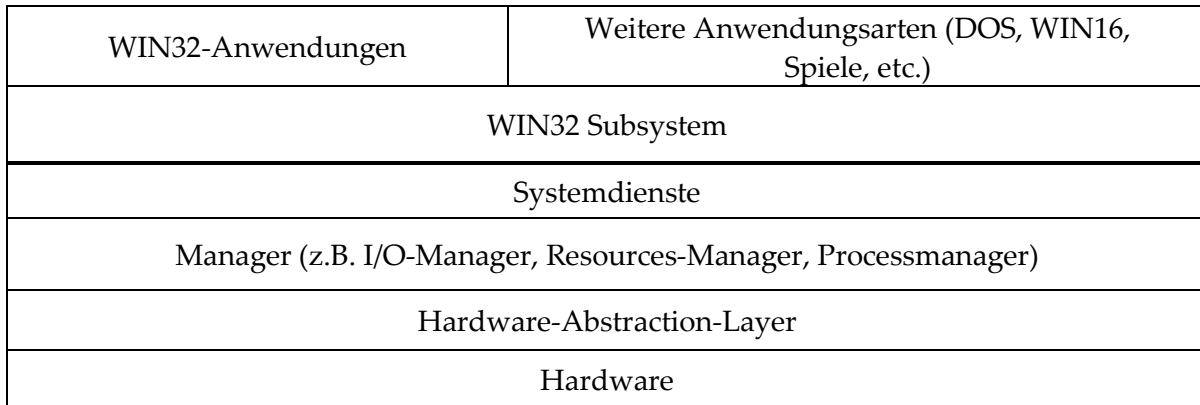 WIN32-Anwendungen
Weitere Anwendungsarten (DOS, WIN16,
Spiele, etc.)
WIN32 Subsystem
Systemdienste
Manager (z.B. I/O-Manager, Resources-Manager, Processmanager)
Hardware-Abstraction-Layer
Hardware